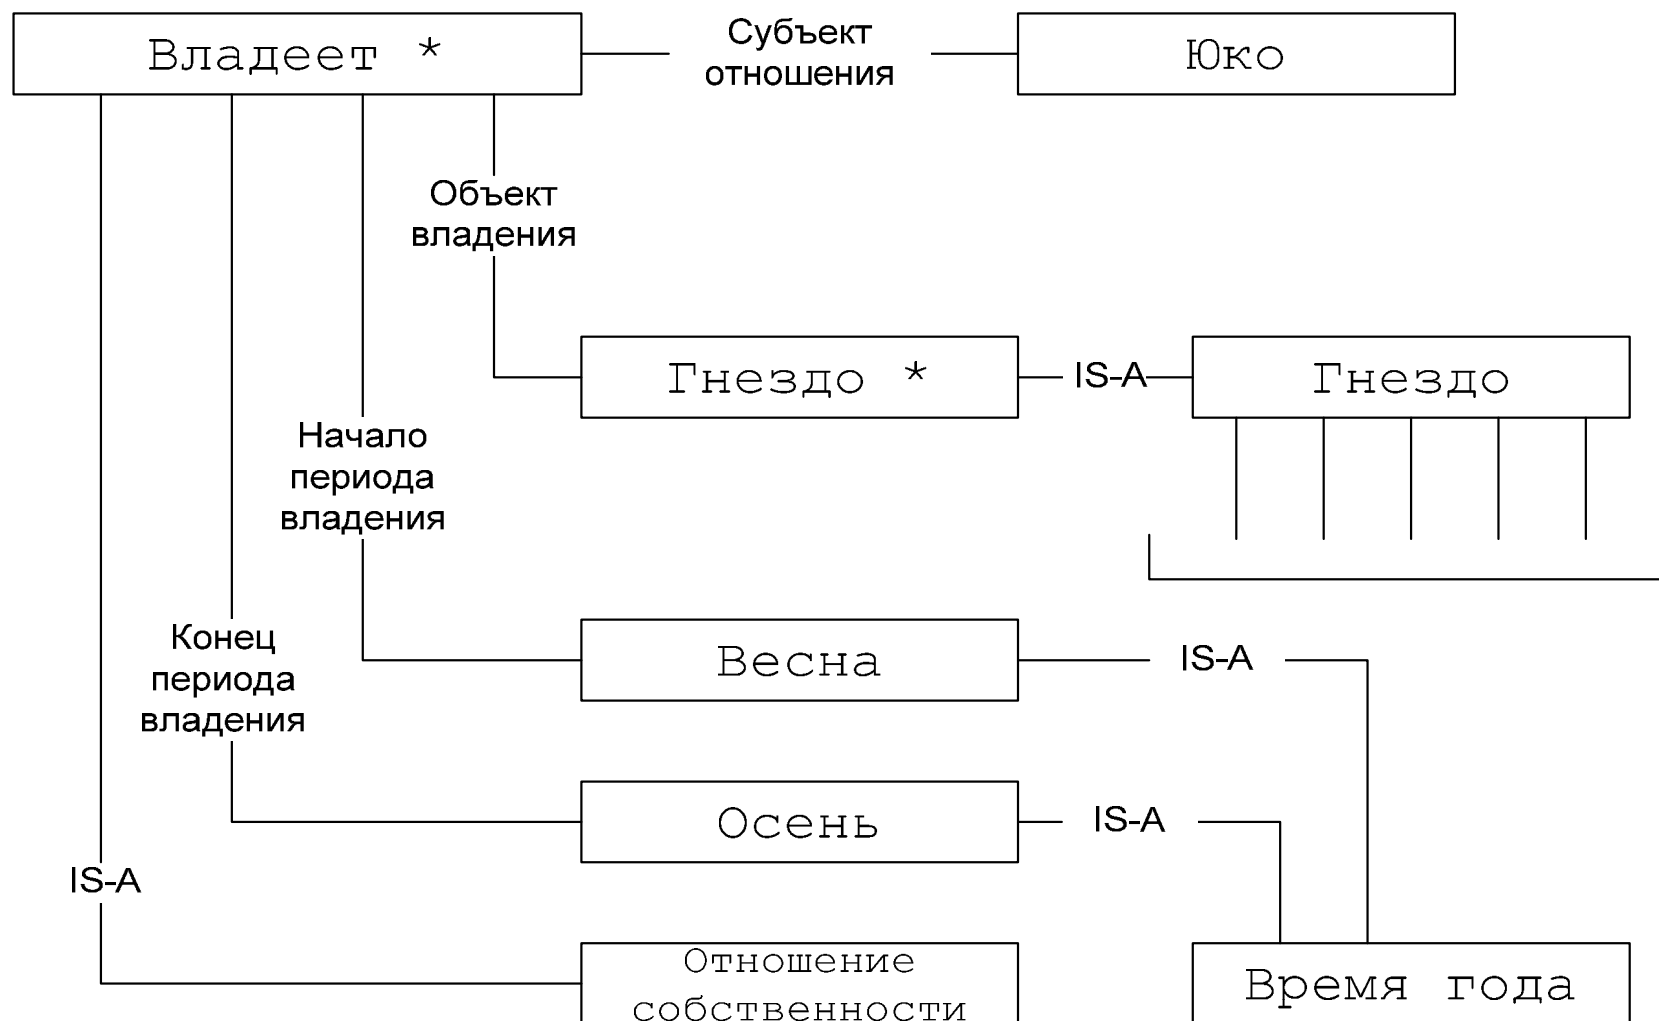 Владеет *
Субъект
отношения
Юко
Объект
владения
Гнездо *
IS-A
Гнездо
Начало
периода
владения
Конец
периода
владения
Весна
IS-A
Осень
IS-A
IS-A
Отношение
собственности
Время года